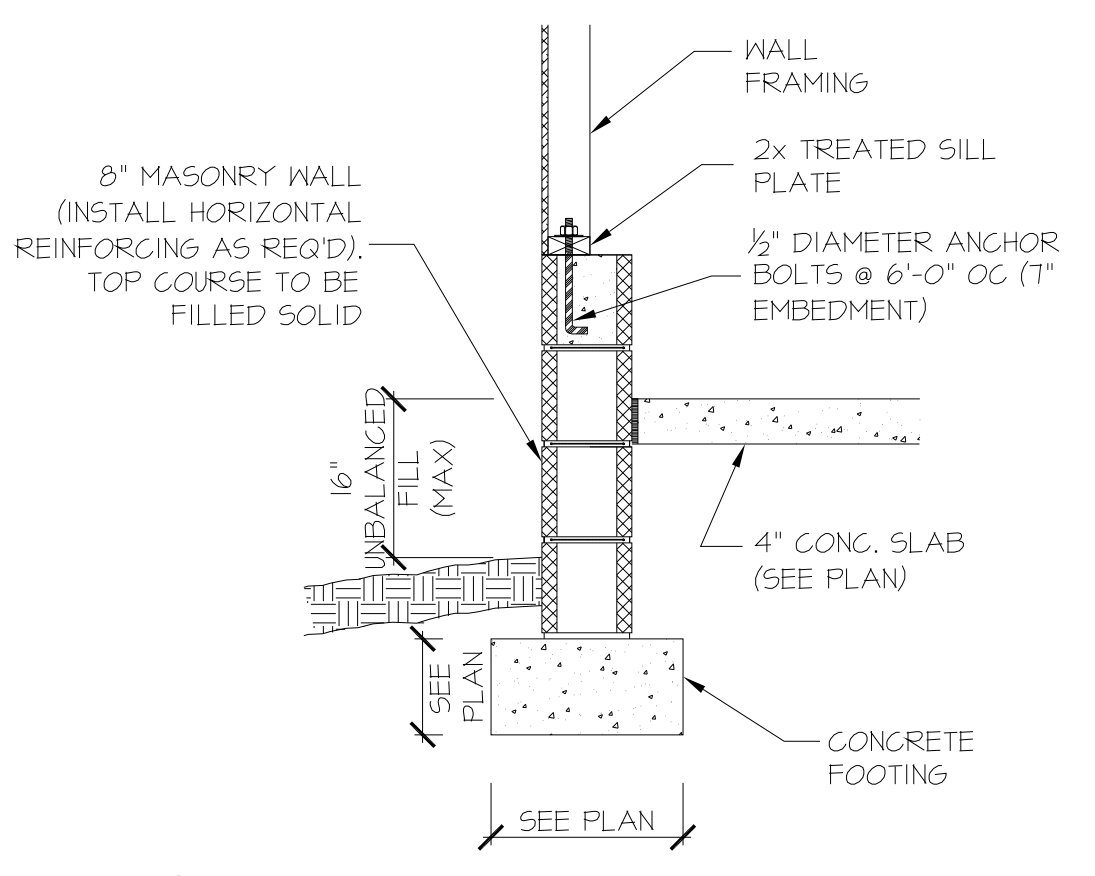 WALL
FRAMING
2x TREATED SILL
PLATE
8" MASONRY WALL
(INSTALL HORIZONTAL
REINFORCING AS REQ'D).
TOP COURSE TO BE
FILLED SOLID
½" DIAMETER ANCHOR
BOLTS @ 6'-0" OC (7"
EMBEDMENT)
16"
UNBALANCED
FILL
(MAX)
4" CONC. SLAB
(SEE PLAN)
SEE
PLAN
CONCRETE
FOOTING
SEE PLAN